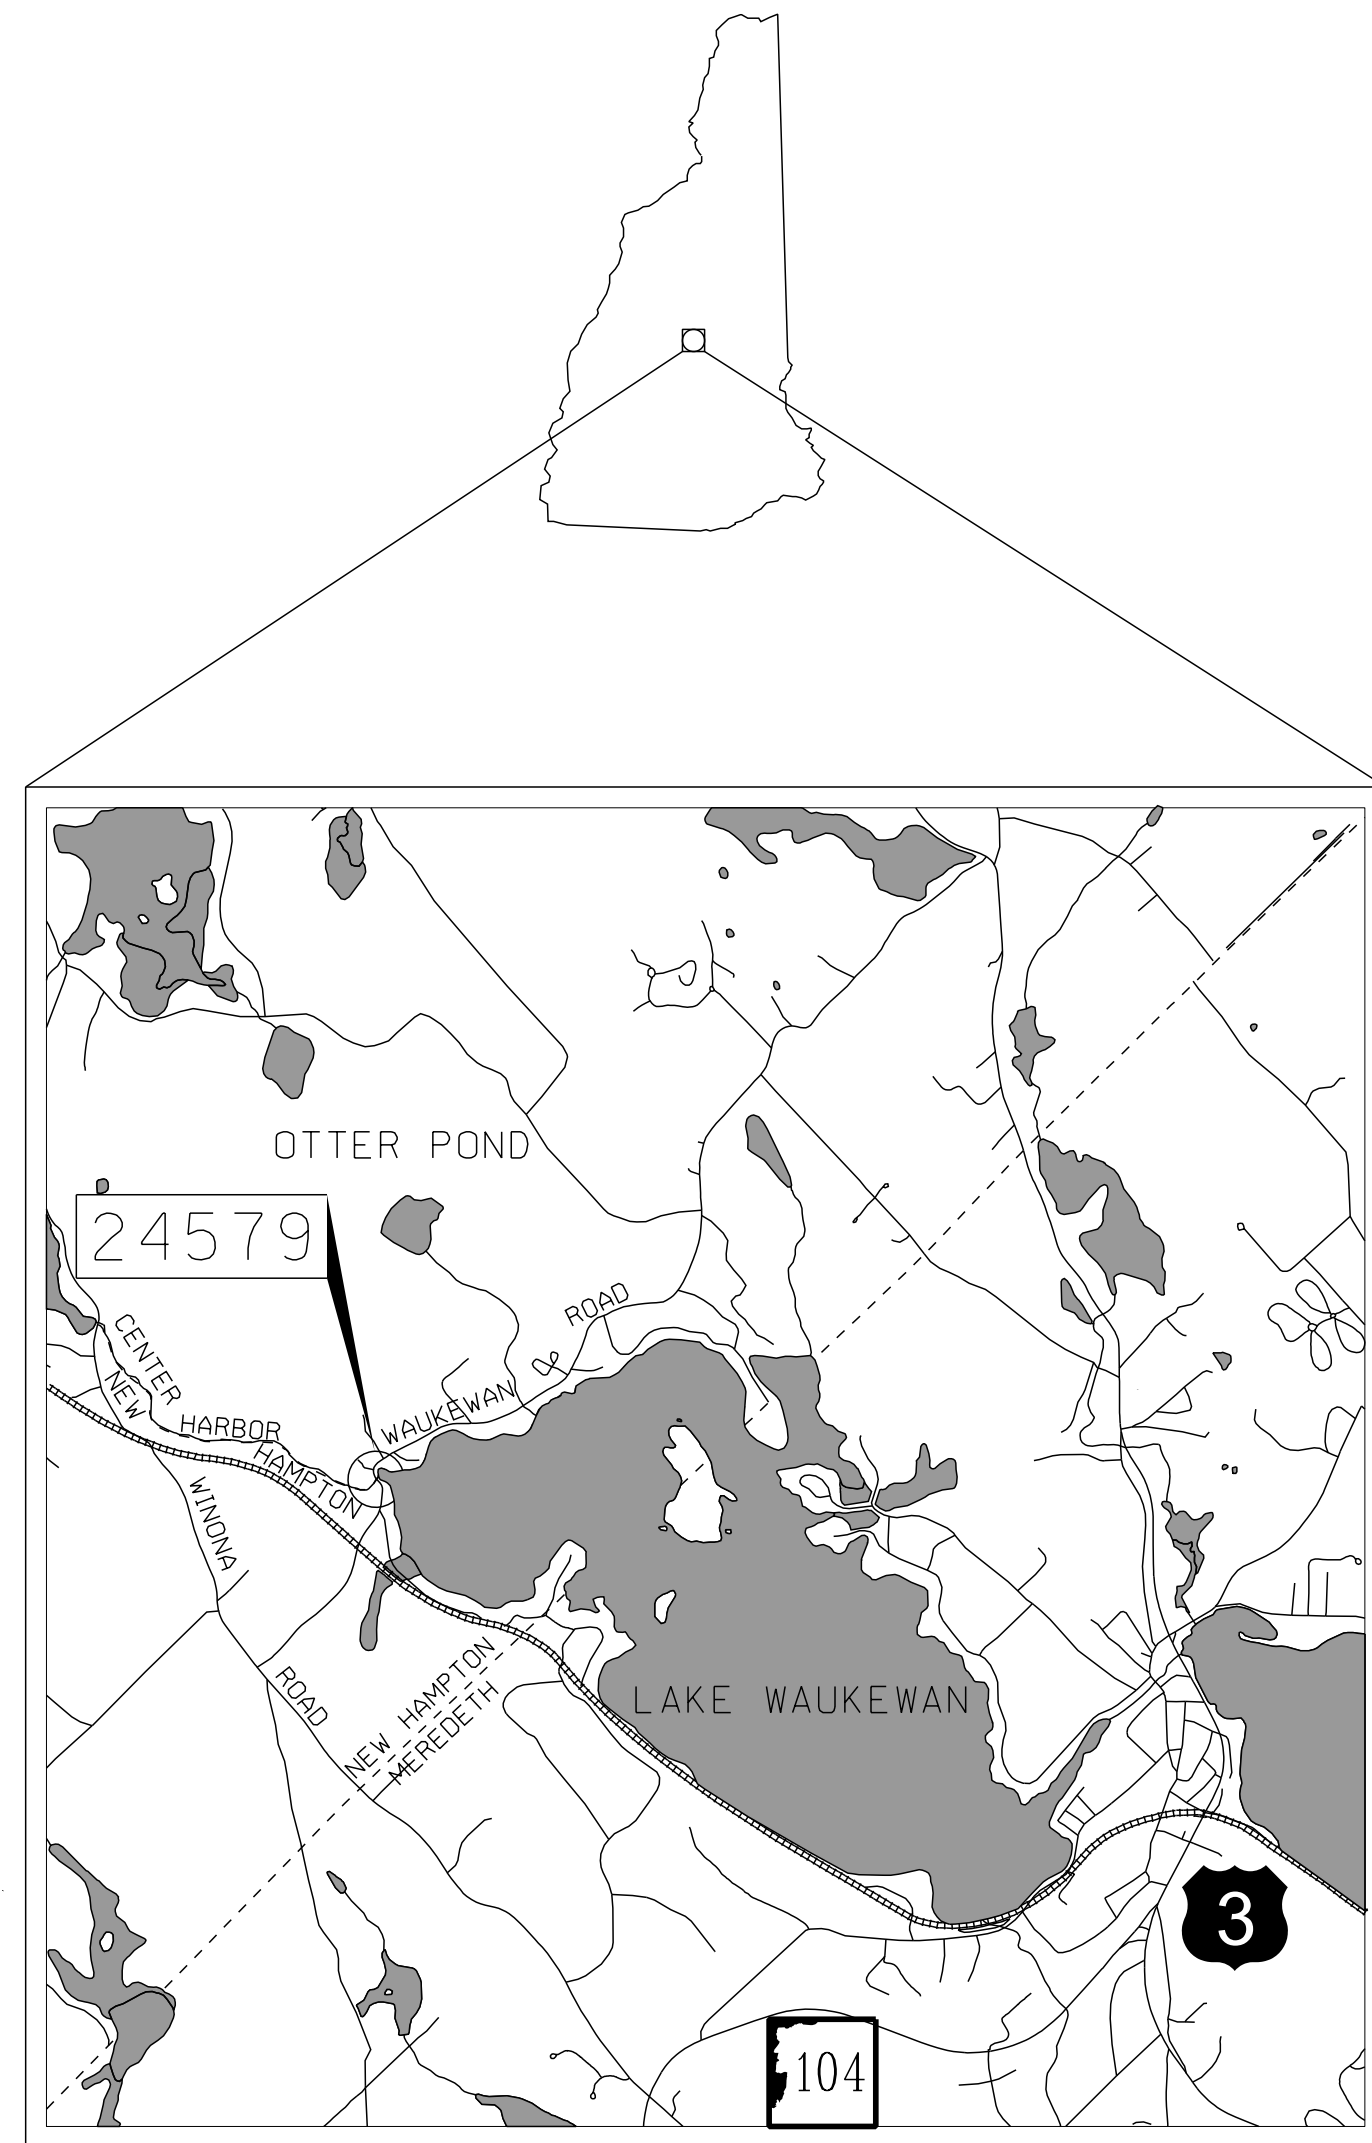 OTTER POND
24579
WAUKEWAN ROAD
CENTER HARBOR
NEW HAMPTON
WINONA ROAD
NEW HAMPTON
MEREDETH
LAKE WAUKEWAN
3
104